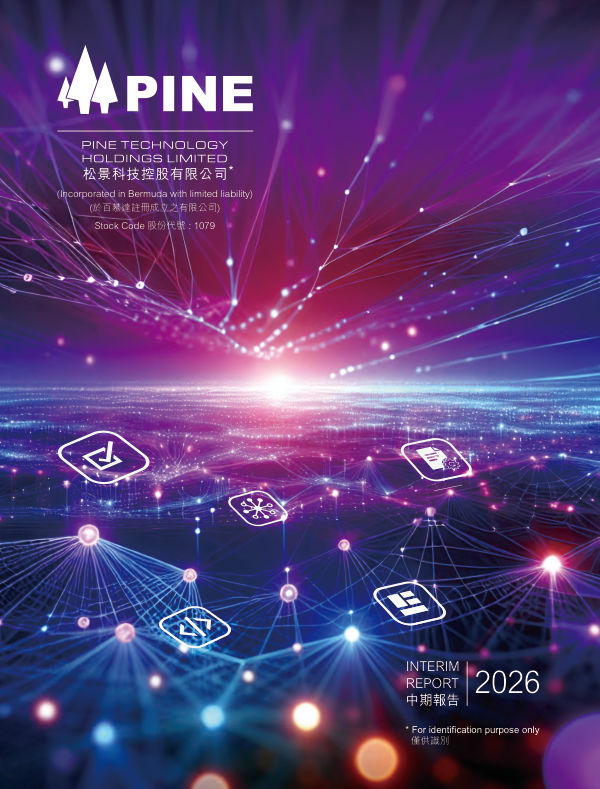 PINE
PINE TECHNOLOGY
HOLDINGS LIMITED
松景科技控股有限公司*
(Incorporated in Bermuda with limited liability)
(於百慕達註冊成立之有限公司)
Stock Code 股份代號 : 1079
INTERIM
REPORT
中期報告
2026
* For identification purpose only
僅供識別